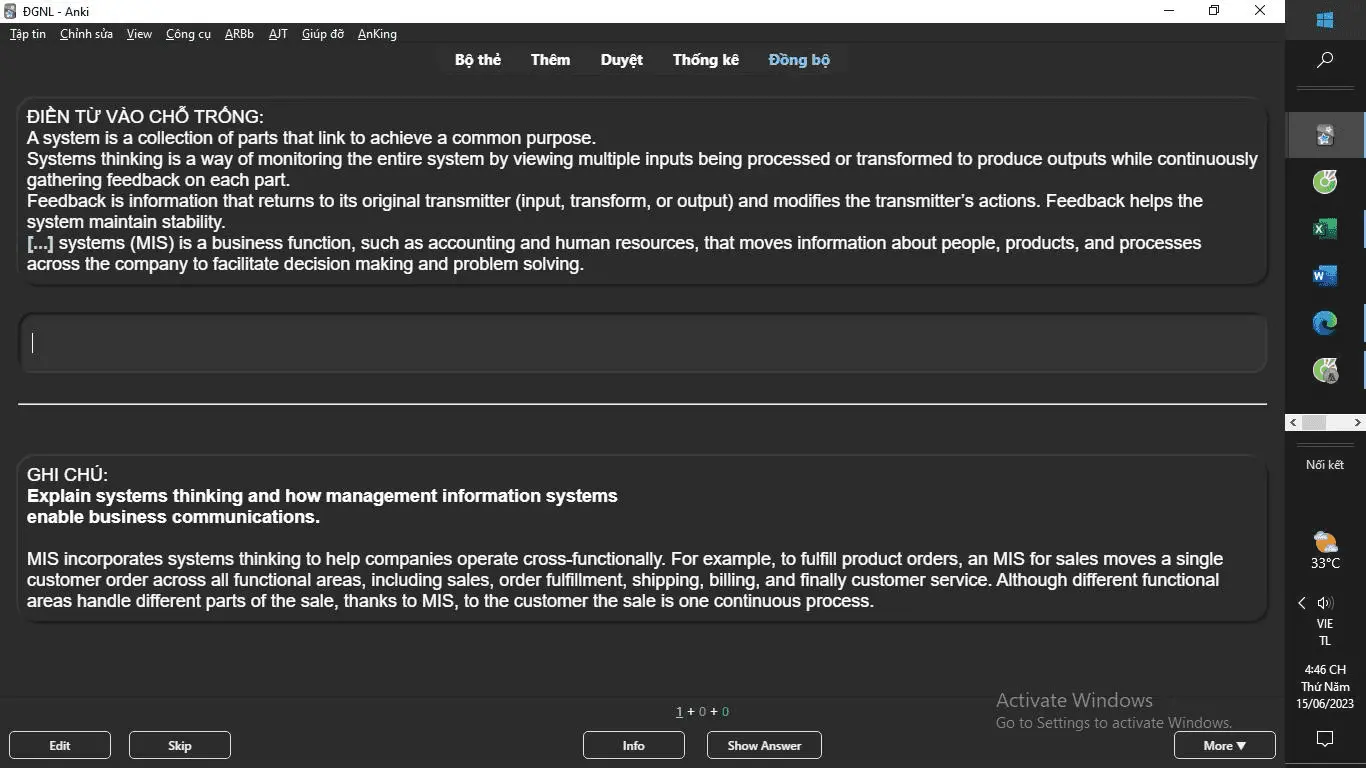 ĐGNL - Anki
Tập tin Chỉnh sửa View Công cụ ARBb AJT Giúp đỡ AnKing
Bộ thẻ Thêm Duyệt Thống kê Đồng bộ
ĐIỀN TỪ VÀO CHỖ TRỐNG:
A system is a collection of parts that link to achieve a common purpose.
Systems thinking is a way of monitoring the entire system by viewing multiple inputs being processed or transformed to produce outputs while continuously
gathering feedback on each part.
Feedback is information that returns to its original transmitter (input, transform, or output) and modifies the transmitter's actions. Feedback helps the
system maintain stability.
[...] systems (MIS) is a business function, such as accounting and human resources, that moves information about people, products, and processes
across the company to facilitate decision making and problem solving.
GHI CHÚ:
Explain systems thinking and how management information systems
enable business communications.
MIS incorporates systems thinking to help companies operate cross-functionally. For example, to fulfill product orders, an MIS for sales moves a single
customer order across all functional areas, including sales, order fulfillment, shipping, billing, and finally customer service. Although different functional
areas handle different parts of the sale, thanks to MIS, to the customer the sale is one continuous process.
1 + 0 + 0
Edit Skip Info Show Answer More ▼
Activate Windows
Go to Settings to activate Windows.
Nối kết
33°C
VIE
TL
4:46 CH
Thứ Năm
15/06/2023